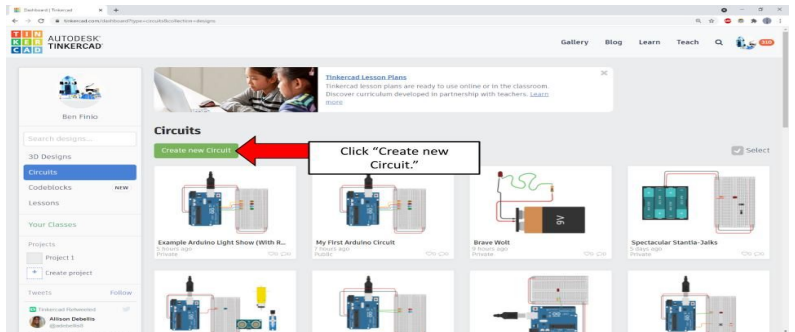 Dashboard | Tinkercad
tinkercad.com/dashboard?type=circuits&collection=designs
TIN
KER
CAD
AUTODESK®
TINKERCAD®
Gallery Blog Learn Teach
Ben Finio
Search designs...
3D Designs
Circuits
Codeblocks NEW
Lessons
Your Classes
Projects
Project 1
+ Create project
Tweets Follow
Tinkercad Retweeted
Allison Debellis
Tinkercad Lesson Plans
Tinkercad lesson plans are ready to use online or in the classroom.
Discover curriculum developed in partnership with teachers. Learn
more
Circuits
Create new Circuit
Click “Create new
Circuit.”
Select
9V
Example Arduino Light Show (With R...
5 hours ago
Private
My First Arduino Circuit
7 hours ago
Public
Brave Wolt
9 hours ago
Private
Spectacular Stantia-Jalks
5 days ago
Private